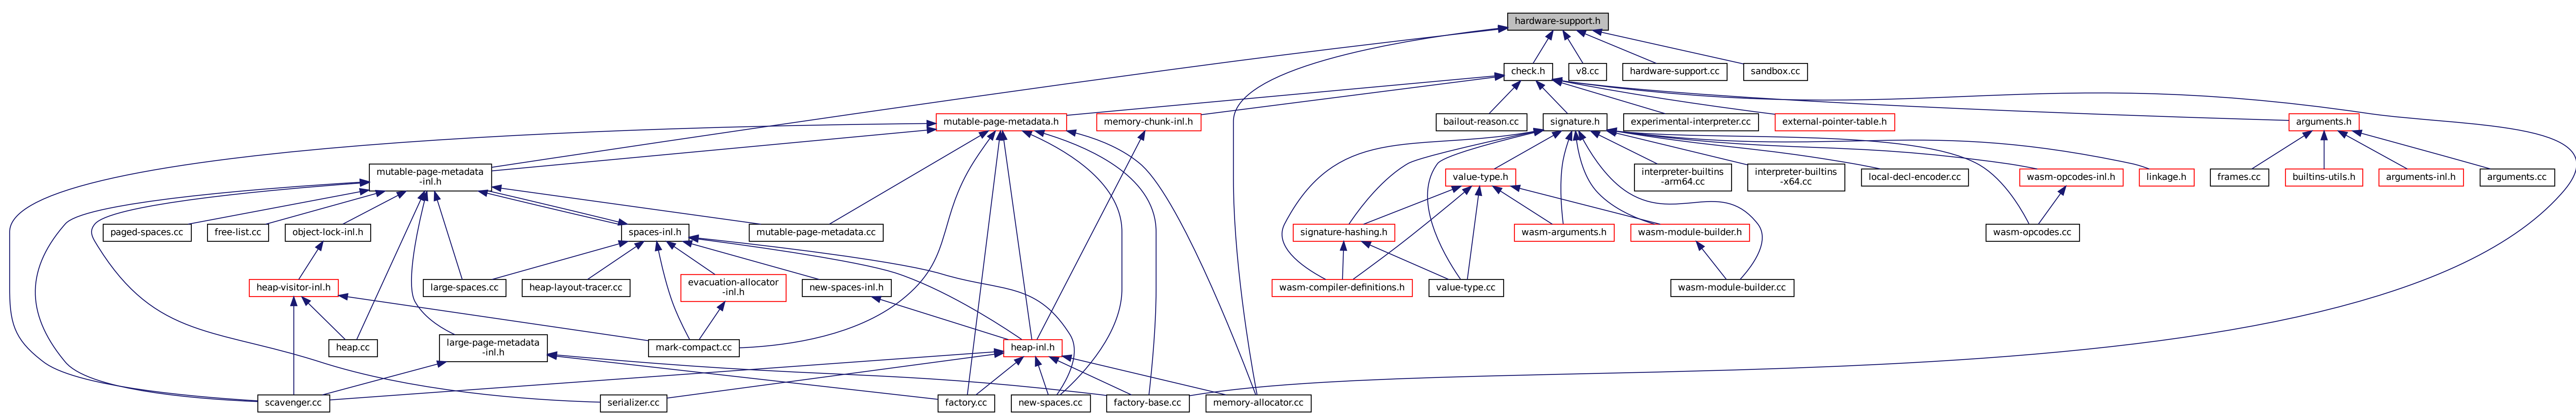 hardware-support.h
check.h
v8.cc
hardware-support.cc
sandbox.cc
mutable-page-metadata.h
memory-chunk-inl.h
bailout-reason.cc
signature.h
experimental-interpreter.cc
external-pointer-table.h
arguments.h
mutable-page-metadata
-inl.h
value-type.h
interpreter-builtins
-arm64.cc
interpreter-builtins
-x64.cc
local-decl-encoder.cc
wasm-opcodes-inl.h
linkage.h
frames.cc
builtins-utils.h
arguments-inl.h
arguments.cc
paged-spaces.cc
free-list.cc
object-lock-inl.h
spaces-inl.h
mutable-page-metadata.cc
signature-hashing.h
wasm-arguments.h
wasm-module-builder.h
wasm-opcodes.cc
heap-visitor-inl.h
large-spaces.cc
heap-layout-tracer.cc
evacuation-allocator
-inl.h
new-spaces-inl.h
wasm-compiler-definitions.h
value-type.cc
wasm-module-builder.cc
heap.cc
large-page-metadata
-inl.h
mark-compact.cc
heap-inl.h
scavenger.cc
serializer.cc
factory.cc
new-spaces.cc
factory-base.cc
memory-allocator.cc